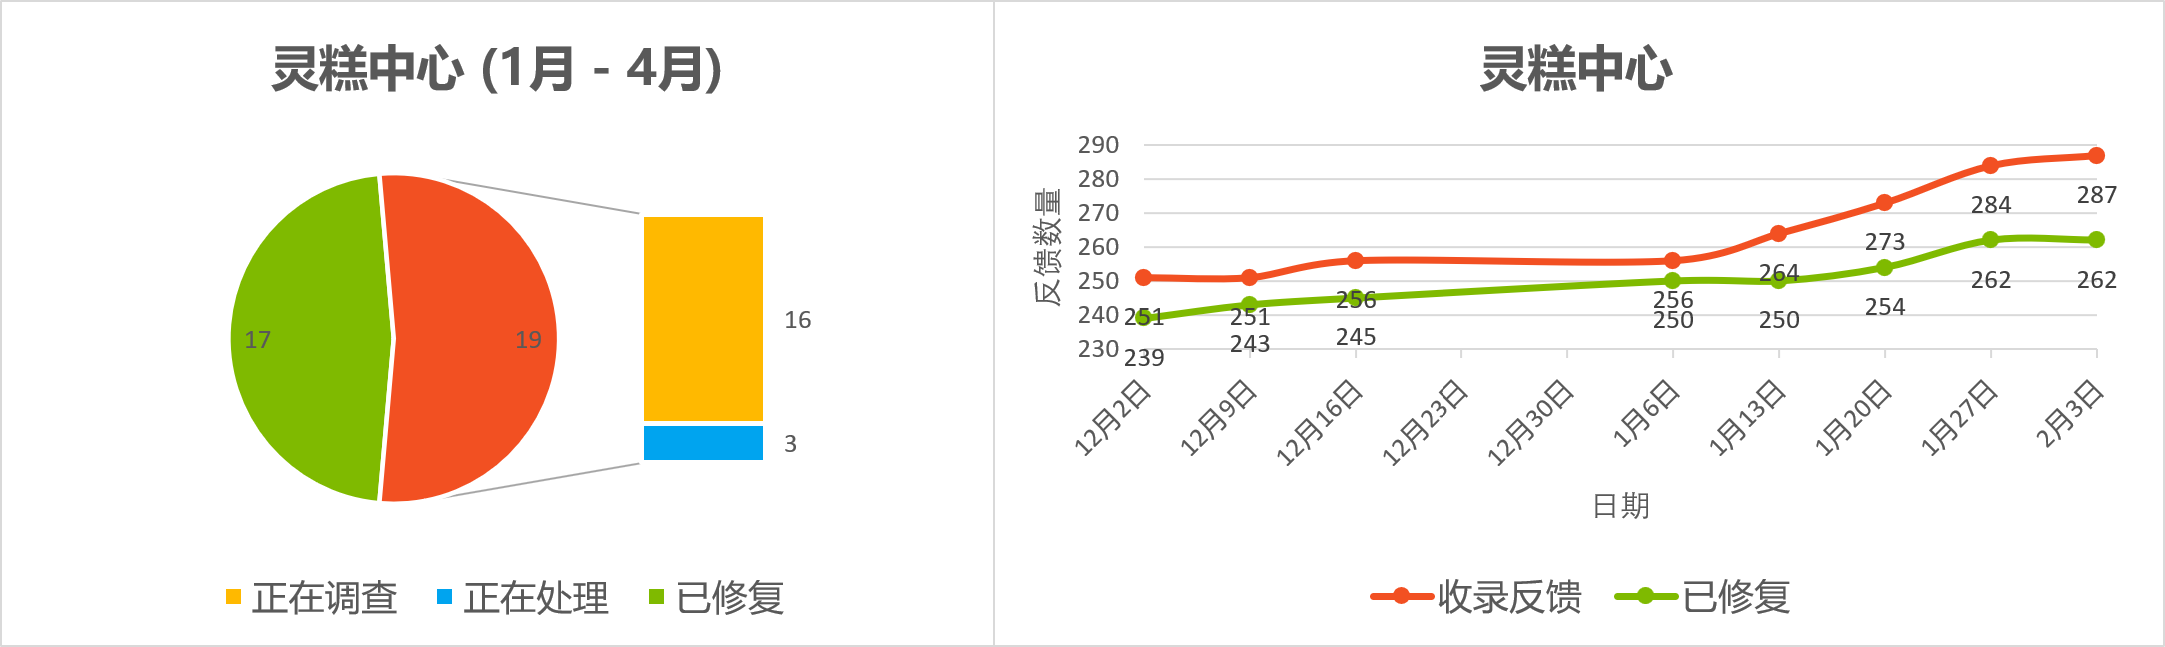 灵糕中心 (1月 - 4月)
17
19
16
3
正在调查 正在处理 已修复
灵糕中心
反馈数量
290
280
270
260
250
240
230
251 251 256 256 264 273 284 287
239 243 245 250 250 254 262 262
12月2日 12月9日 12月16日 12月23日 12月30日 1月6日 1月13日 1月20日 1月27日 2月3日
日期
收录反馈 已修复